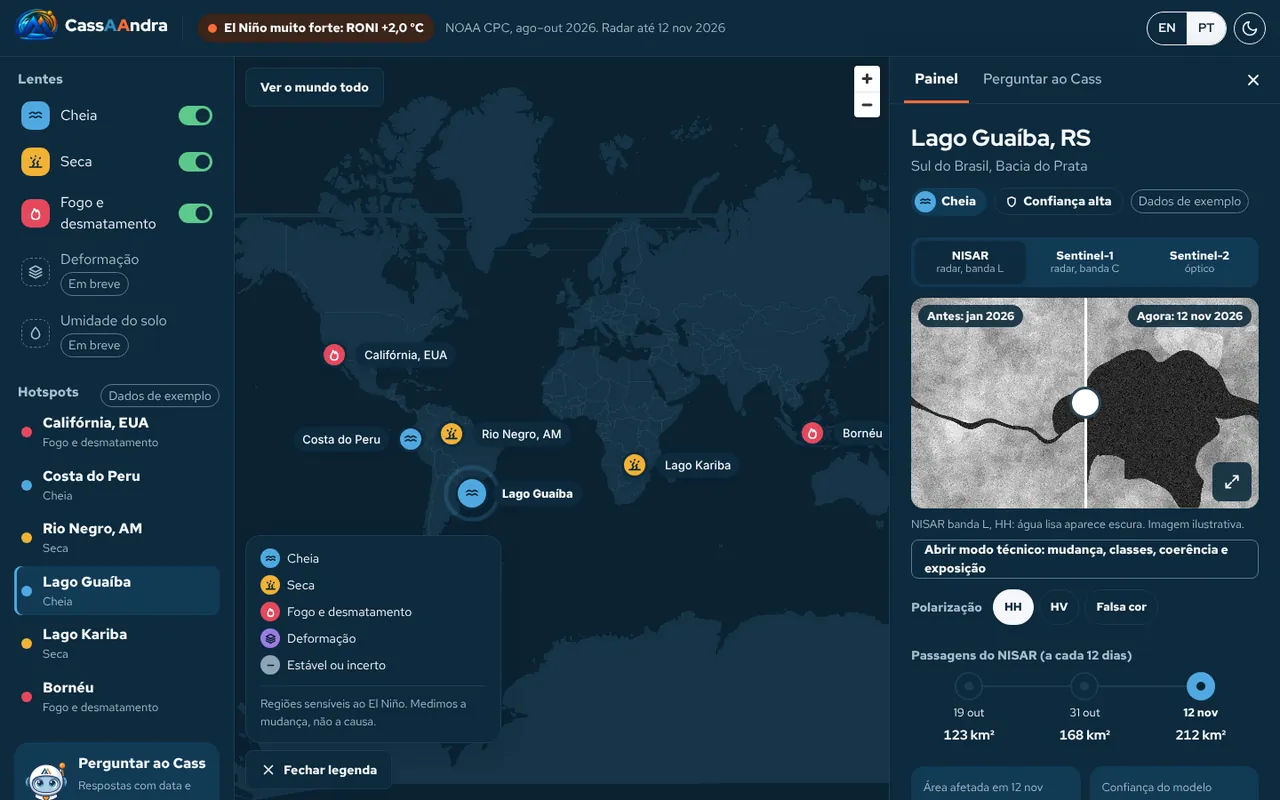 CassAAndra
El Niño muito forte: RONI +2,0 °C
NOAA CPC, ago–out 2026. Radar até 12 nov 2026
EN
PT
Lentes
Cheia
Seca
Fogo e
desmatamento
Deformação
Em breve
Umidade do solo
Em breve
Hotspots
Dados de exemplo
Califórnia, EUA
Fogo e desmatamento
Costa do Peru
Cheia
Rio Negro, AM
Seca
Lago Guaíba
Cheia
Lago Kariba
Seca
Bornéu
Fogo e desmatamento
Perguntar ao Cass
Respostas com data e
Ver o mundo todo
+
−
Califórnia, EUA
Costa do Peru
Rio Negro, AM
Bornéu
Lago Kariba
Lago Guaíba
Cheia
Seca
Fogo e desmatamento
Deformação
Estável ou incerto
Regiões sensíveis ao El Niño. Medimos a
mudança, não a causa.
Fechar legenda
Painel
Perguntar ao Cass
Lago Guaíba, RS
Sul do Brasil, Bacia do Prata
Cheia
Confiança alta
Dados de exemplo
NISAR
radar, banda L
Sentinel-1
radar, banda C
Sentinel-2
óptico
Antes: jan 2026
Agora: 12 nov 2026
NISAR banda L, HH: água lisa aparece escura. Imagem ilustrativa.
Abrir modo técnico: mudança, classes, coerência e
exposição
Polarização
HH
HV
Falsa cor
Passagens do NISAR (a cada 12 dias)
19 out
31 out
12 nov
123 km²
168 km²
212 km²
Área afetada em 12 nov
Confiança do modelo